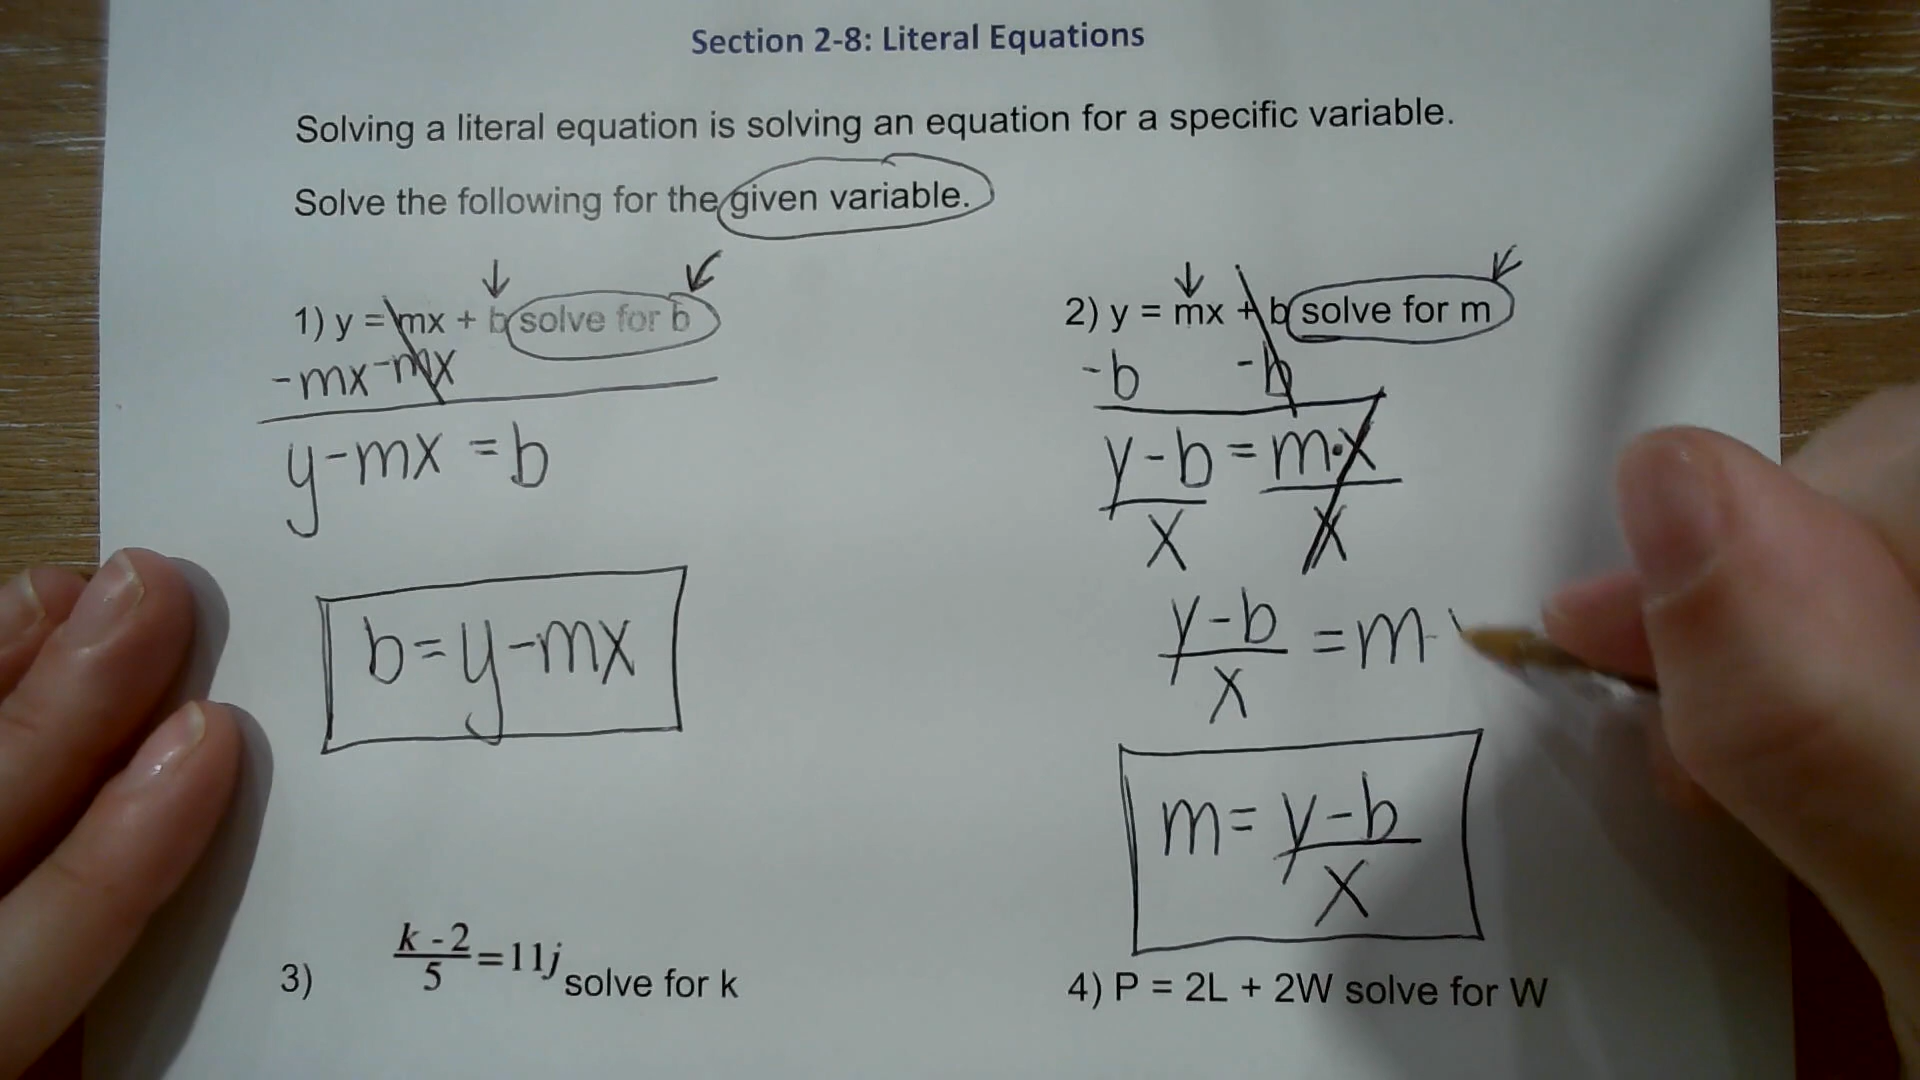 Section 2-8: Literal Equations
Solving a literal equation is solving an equation for a specific variable.
Solve the following for the given variable.
1) y = mx + b solve for b
-mx -mx
y-mx = b
b = y-mx
2) y = mx + b solve for m
-b -b
y-b = m·x
x x
y-b = m
x
m = y-b
x
3) k - 2 = 11j solve for k
5
4) P = 2L + 2W solve for W